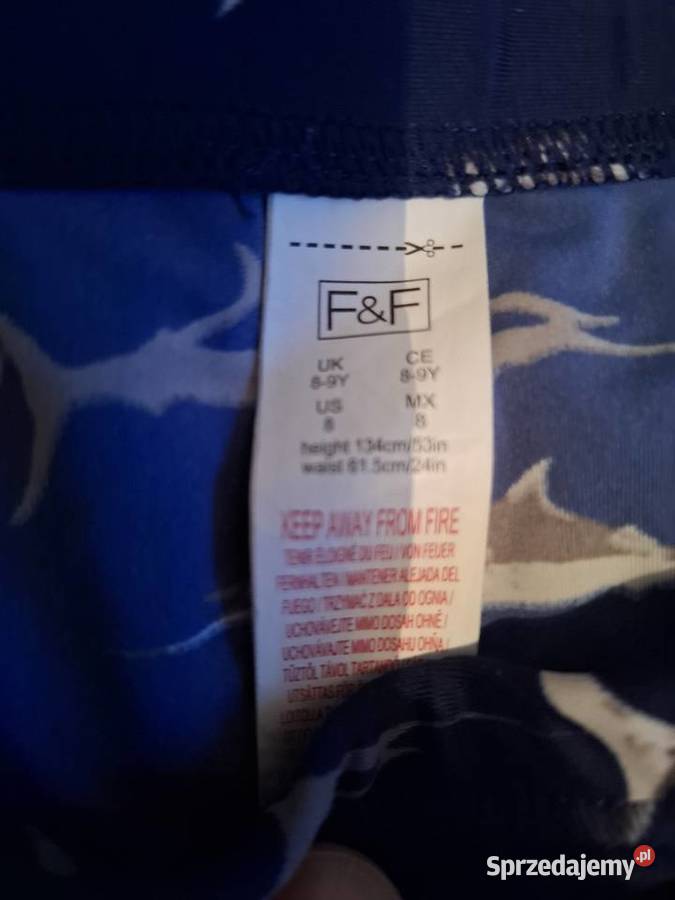 F&F
UK CE
8-9Y 8-9Y
US MX
8 8
height 134cm/53in
waist 61.5cm/24in
KEEP AWAY FROM FIRE
TENIR ÉLOIGNÉ DU FEU / VON FEUER
FERNHALTEN / MANTENER ALEJADA DEL
FUEGO / TRZYMAĆ Z DALA OD OGNIA /
UCHOVÁVEJTE MIMO DOSAH OHNĚ /
UCHOVÁVAJTE MIMO DOSAHU OHŇA /
TŰZTŐL TÁVOL TARTANDÓ
Sprzedajemy.pl